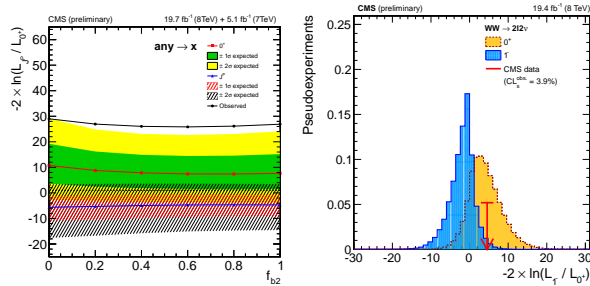 CMS (preliminary) 19.7 fb⁻¹ (8TeV) + 5.1 fb⁻¹ (7TeV)
-2 × ln(L_Jᴾ / L_0⁺)
60
50
40
30
20
10
0
-10
-20
any → x
0⁺
± 1σ expected
± 2σ expected
Jᴾ
± 1σ expected
± 2σ expected
Observed
0 0.2 0.4 0.6 0.8 1
f_b2
CMS (preliminary) 19.4 fb⁻¹ (8 TeV)
Pseudoexperiments
0.25
0.2
0.15
0.1
0.05
0
WW → 2l2ν
0⁺
1⁻
CMS data
(CL_s^obs. = 3.9%)
-30 -20 -10 0 10 20 30
-2 × ln(L_1⁻ / L_0⁺)